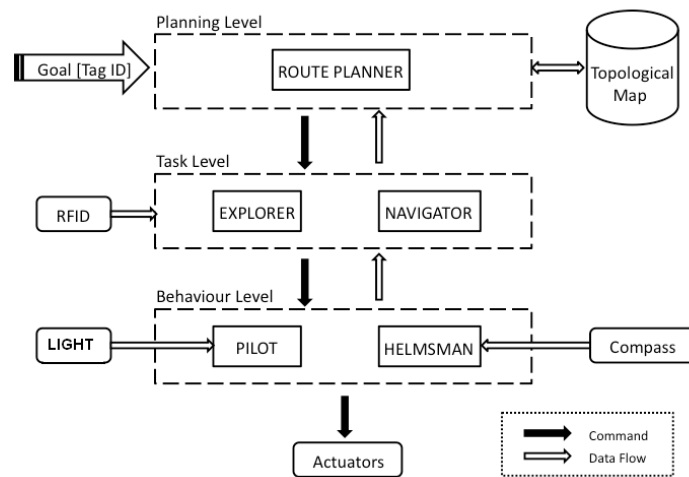 Planning Level
Goal [Tag ID]
ROUTE PLANNER
Topological
Map
Task Level
RFID
EXPLORER
NAVIGATOR
Behaviour Level
LIGHT
PILOT
HELMSMAN
Compass
Actuators
Command
Data Flow